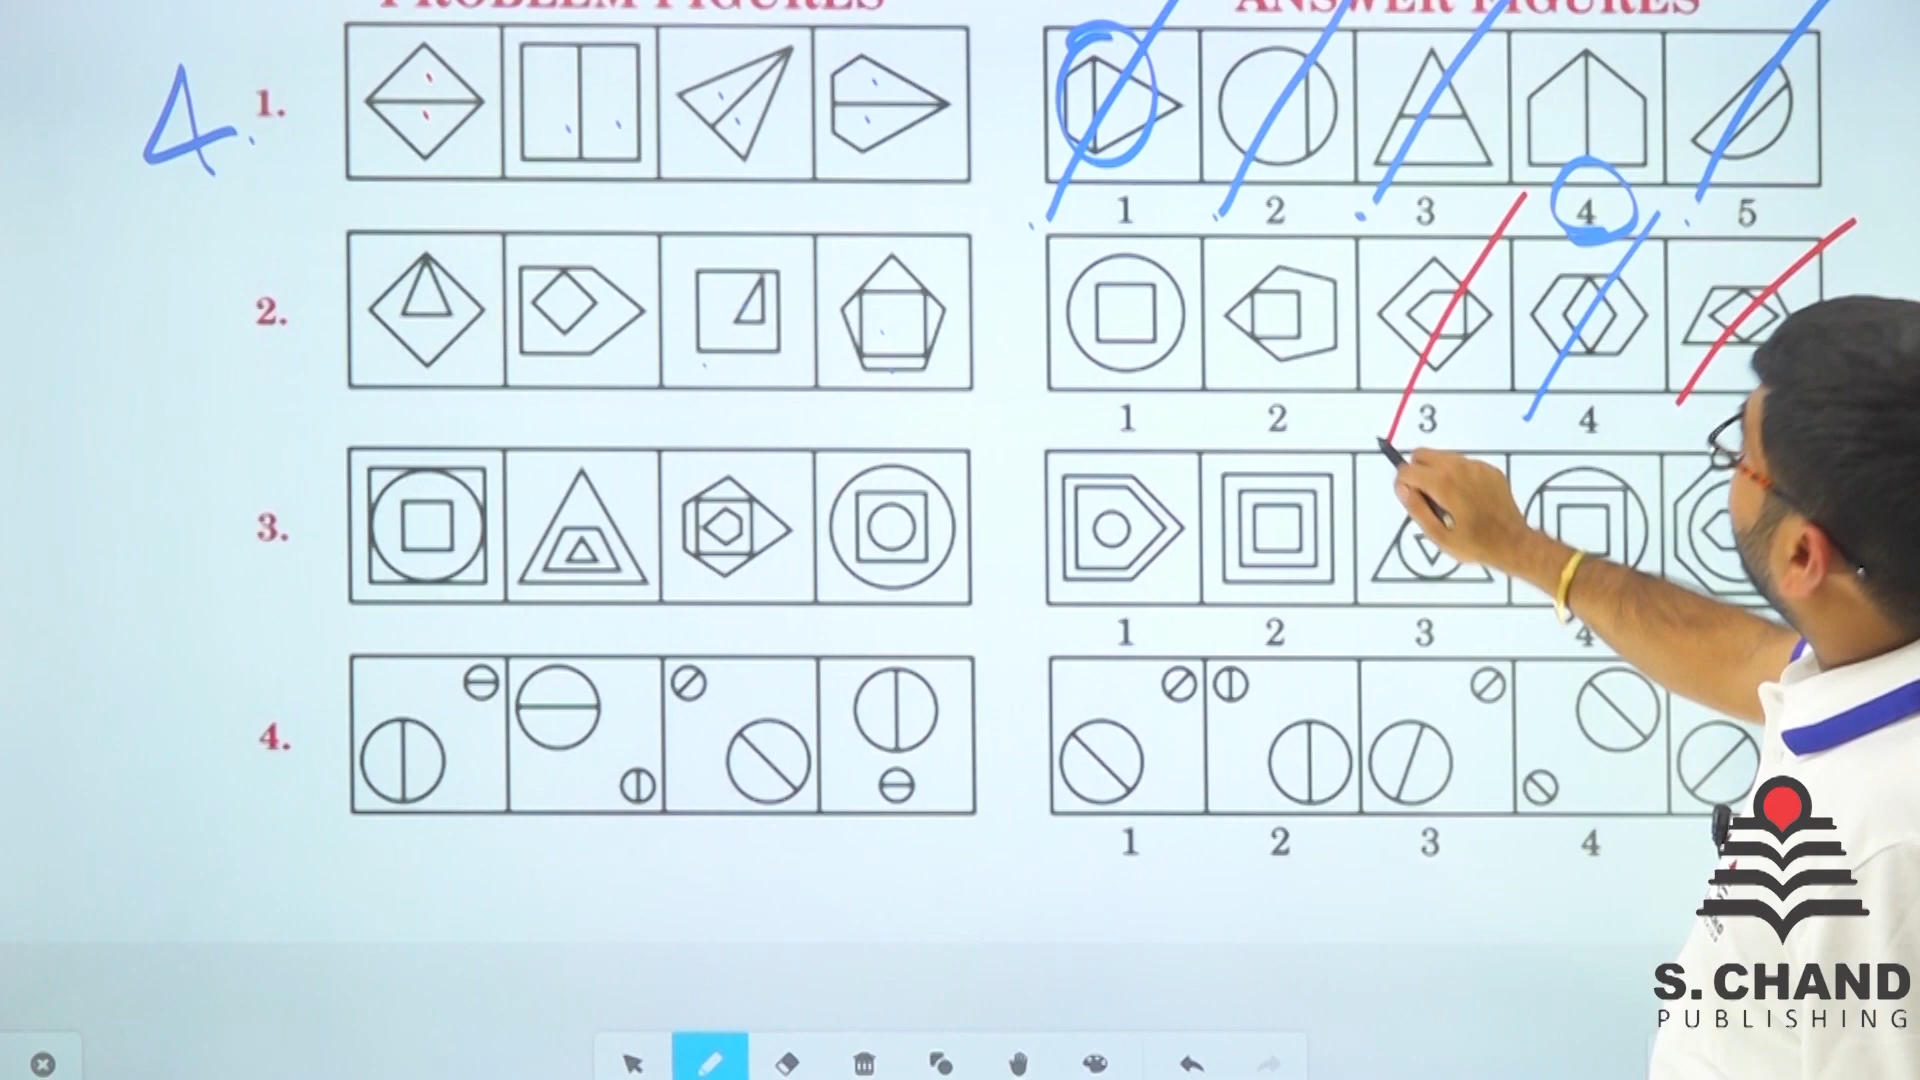 PROBLEM FIGURES ANSWER FIGURES
4.
1.
1 2 3 4 5
2.
1 2 3 4
3.
1 2 3 4
4.
1 2 3 4
S. CHAND
PUBLISHING